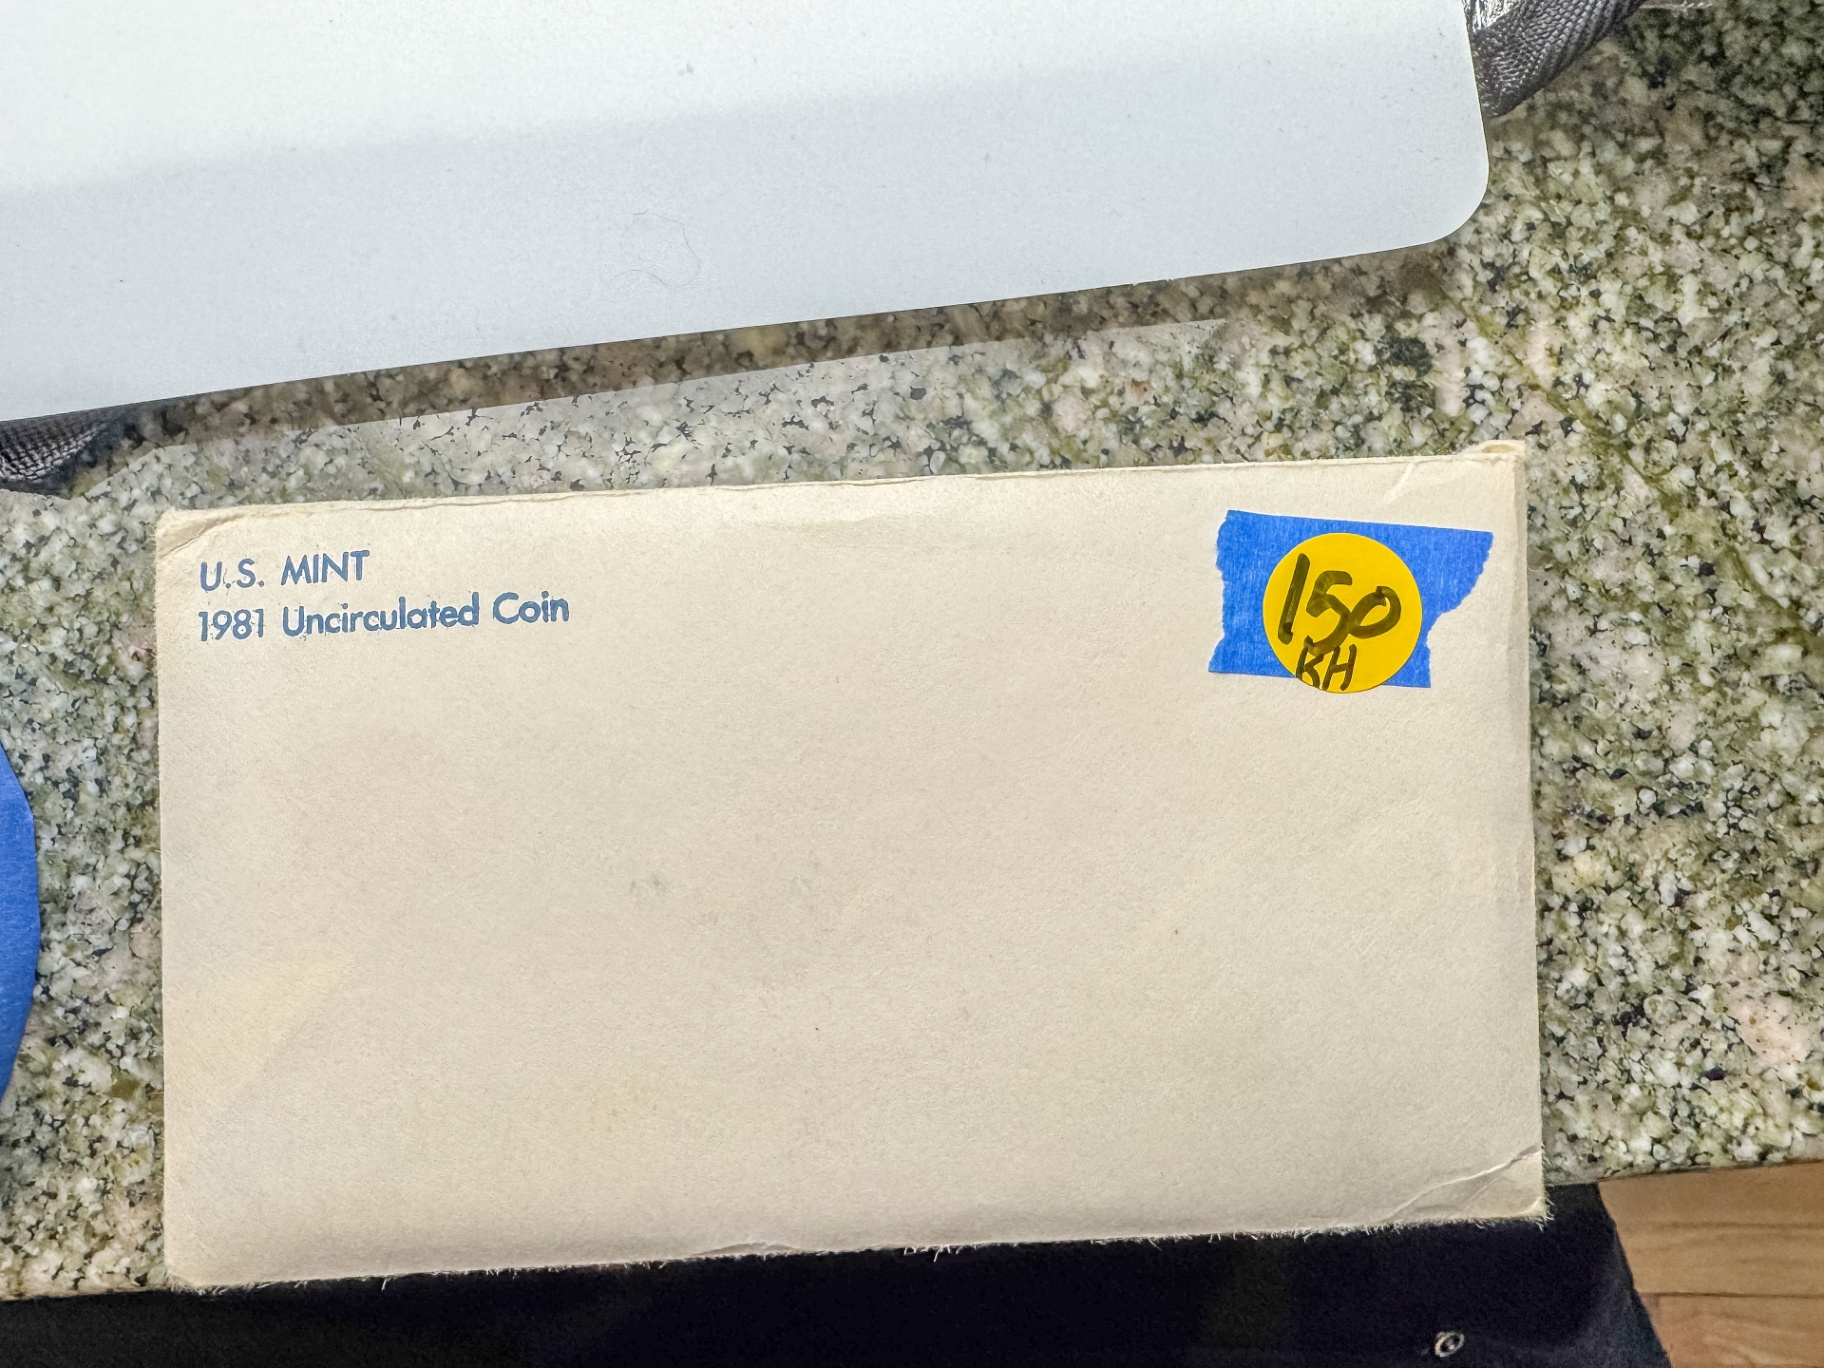 U.S. MINT
1981 Uncirculated Coin
150
KH